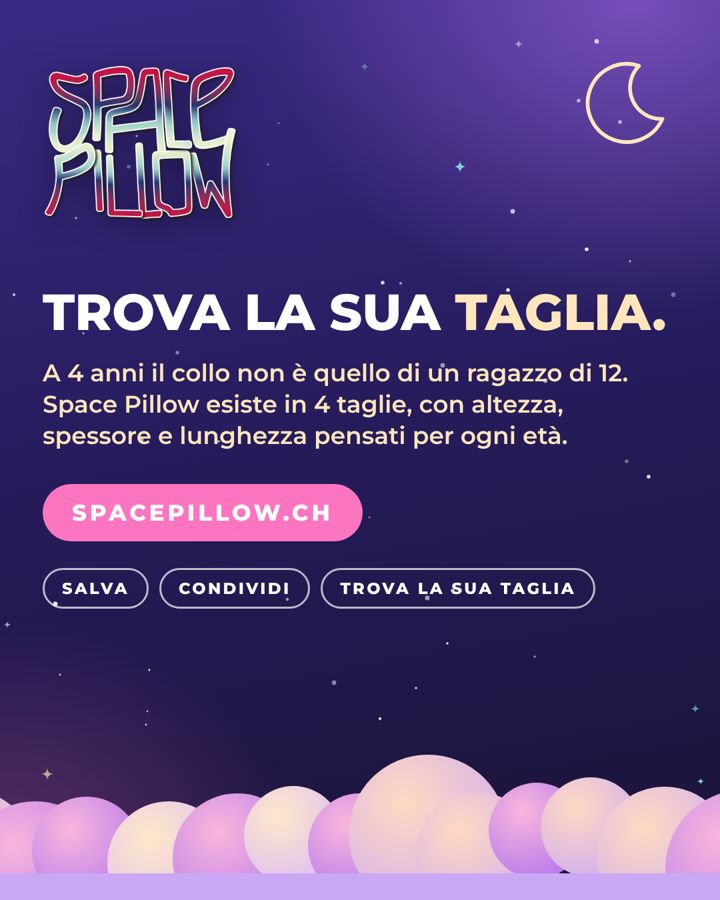 SPACE
PILLOW
TROVA LA SUA TAGLIA.
A 4 anni il collo non è quello di un ragazzo di 12.
Space Pillow esiste in 4 taglie, con altezza,
spessore e lunghezza pensati per ogni età.
SPACEPILLOW.CH
SALVA CONDIVIDI TROVA LA SUA TAGLIA